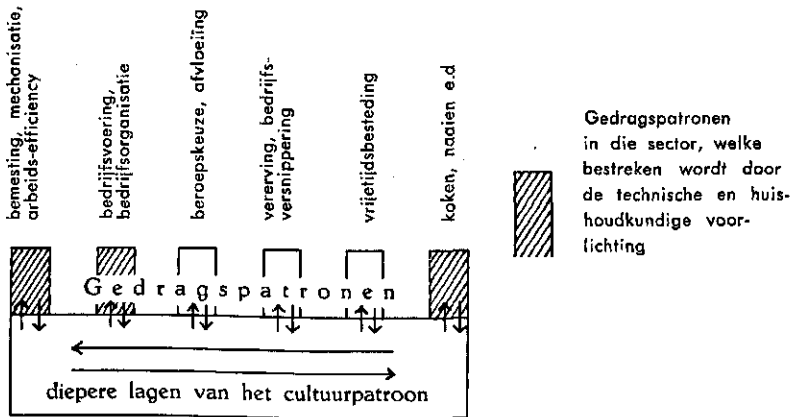 bemesting, mechanisatie,
arbeids-efficiency
bedrijfsvoering,
bedrijfsorganisatie
beroepskeuze, afvloeiing
vererving, bedrijfs-
versnippering
vrijetijdsbesteding
koken, naaien e.d
Gedragspatronen
in die sector, welke
bestreken wordt door
de technische en huis-
houdkundige voor-
lichting
Gedragspatronen
diepere lagen van het cultuurpatroon